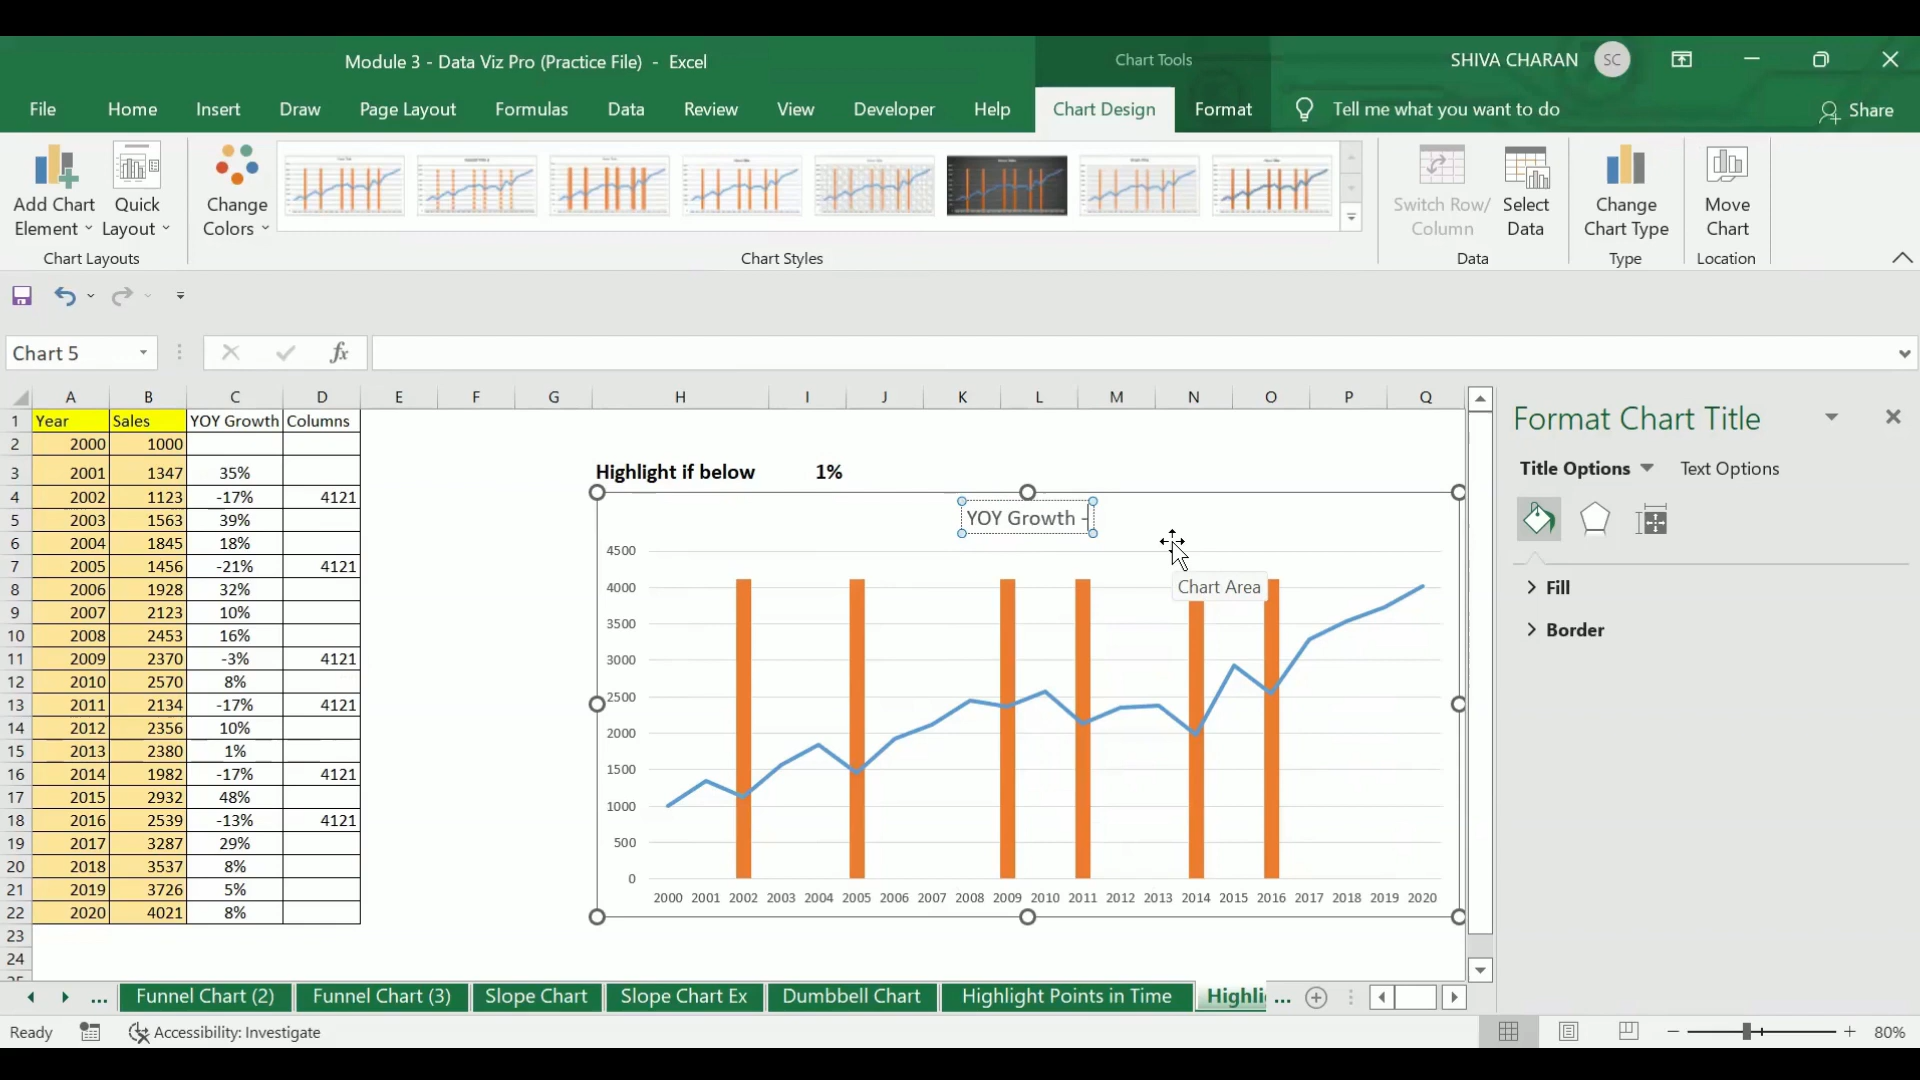 Module 3 - Data Viz Pro (Practice File) - Excel
Chart Tools
SHIVA CHARAN SC
File Home Insert Draw Page Layout Formulas Data Review View Developer Help Chart Design Format Tell me what you want to do Share
Add Chart Element
Quick Layout
Change Colors
Switch Row/ Column
Select Data
Change Chart Type
Move Chart
Chart Layouts Chart Styles Data Type Location
Chart 5 fx
A B C D E F G H I J K L M N O P Q
1 Year Sales YOY Growth Columns
2 2000 1000
3 2001 1347 35%
4 2002 1123 -17% 4121
5 2003 1563 39%
6 2004 1845 18%
7 2005 1456 -21% 4121
8 2006 1928 32%
9 2007 2123 10%
10 2008 2453 16%
11 2009 2370 -3% 4121
12 2010 2570 8%
13 2011 2134 -17% 4121
14 2012 2356 10%
15 2013 2380 1%
16 2014 1982 -17% 4121
17 2015 2932 48%
18 2016 2539 -13% 4121
19 2017 3287 29%
20 2018 3537 8%
21 2019 3726 5%
22 2020 4021 8%
23
24
Highlight if below 1%
YOY Growth -
Chart Area
4500
4000
3500
3000
2500
2000
1500
1000
500
0
2000 2001 2002 2003 2004 2005 2006 2007 2008 2009 2010 2011 2012 2013 2014 2015 2016 2017 2018 2019 2020
Format Chart Title
Title Options Text Options
Fill
Border
... Funnel Chart (2) Funnel Chart (3) Slope Chart Slope Chart Ex Dumbbell Chart Highlight Points in Time Highli ...
Ready Accessibility: Investigate 80%